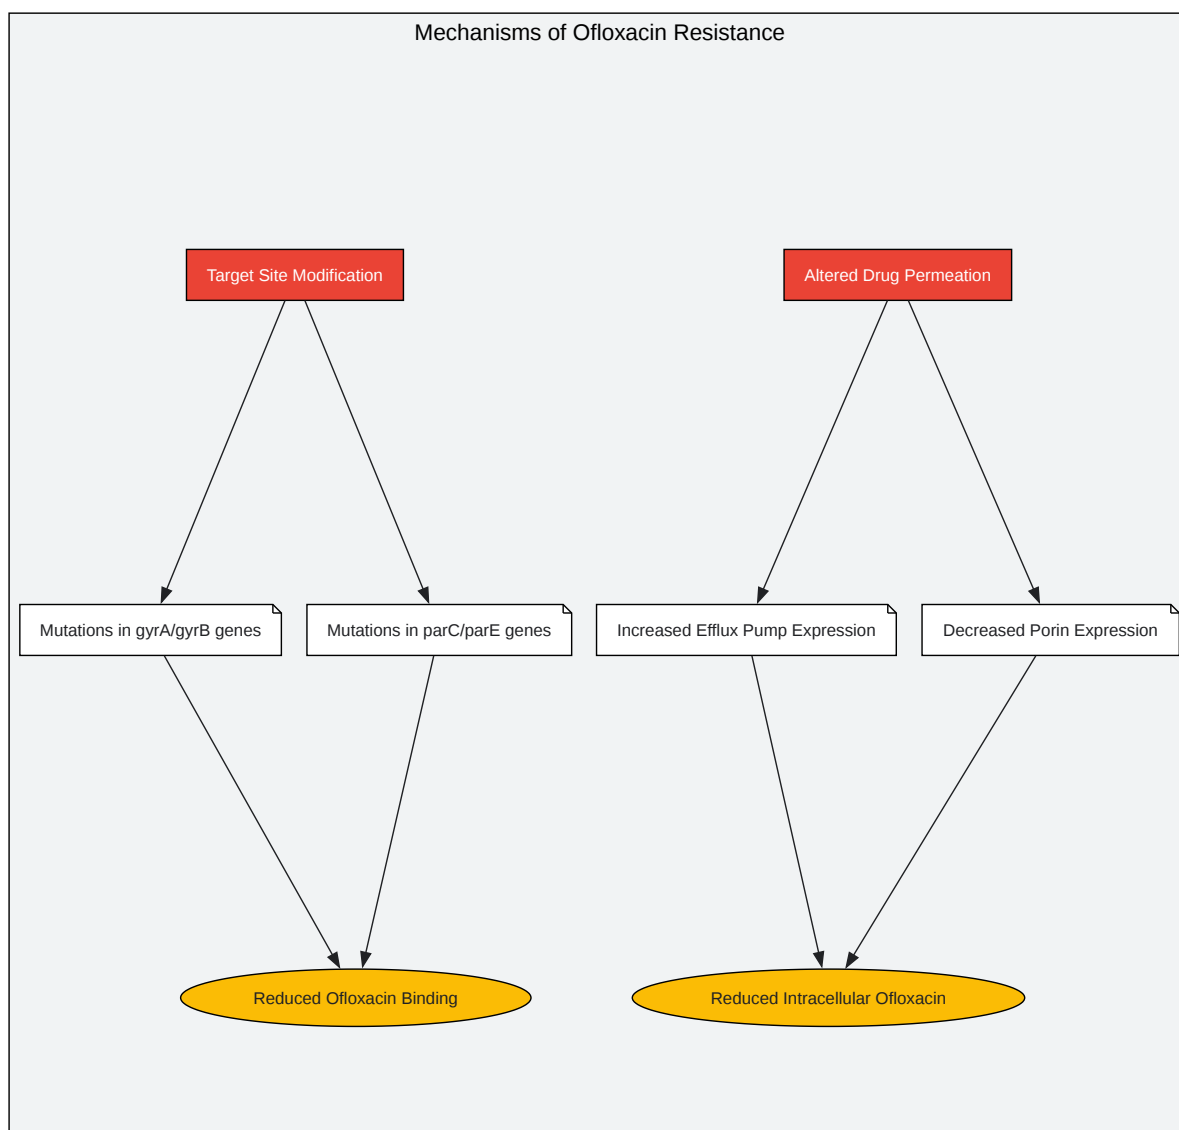 Mechanisms of Ofloxacin Resistance
Target Site Modification
Altered Drug Permeation
Mutations in gyrA/gyrB genes
Mutations in parC/parE genes
Increased Efflux Pump Expression
Decreased Porin Expression
Reduced Ofloxacin Binding
Reduced Intracellular Ofloxacin